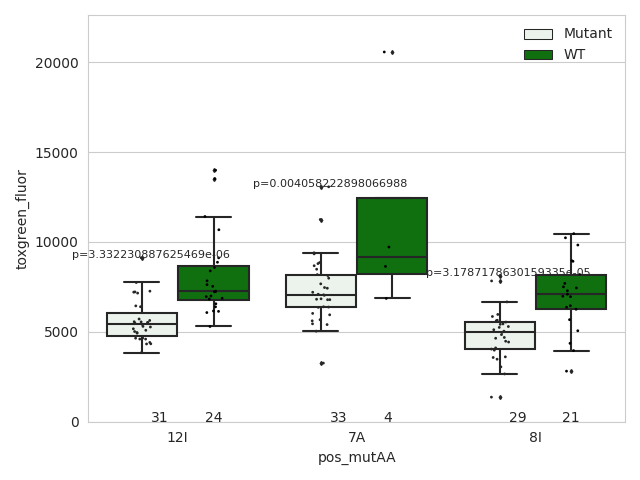 Mutant
WT
20000
15000
10000
5000
0
toxgreen_fluor
p=3.332230887625469e-06
p=0.004058222898066988
p=3.1787178630159335e-05
31 24 33 4 29 21
12I 7A 8I
pos_mutAA